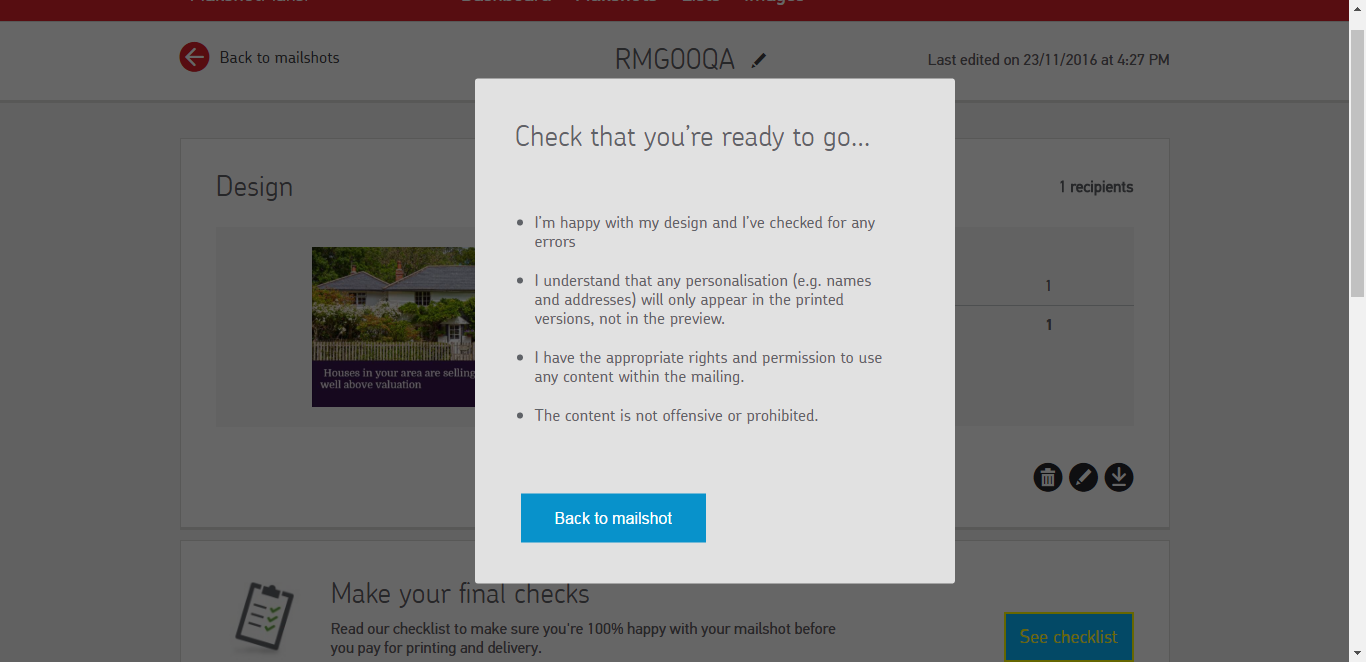 Back to mailshots
RMG00QA
Last edited on 23/11/2016 at 4:27 PM
Check that you're ready to go...
Design
1 recipients
I'm happy with my design and I've checked for any
errors
I understand that any personalisation (e.g. names
and addresses) will only appear in the printed
versions, not in the preview.
1
1
I have the appropriate rights and permission to use
any content within the mailing.
Houses in your area are selling
well above valuation
The content is not offensive or prohibited.
Back to mailshot
Make your final checks
Read our checklist to make sure you're 100% happy with your mailshot before
you pay for printing and delivery.
See checklist